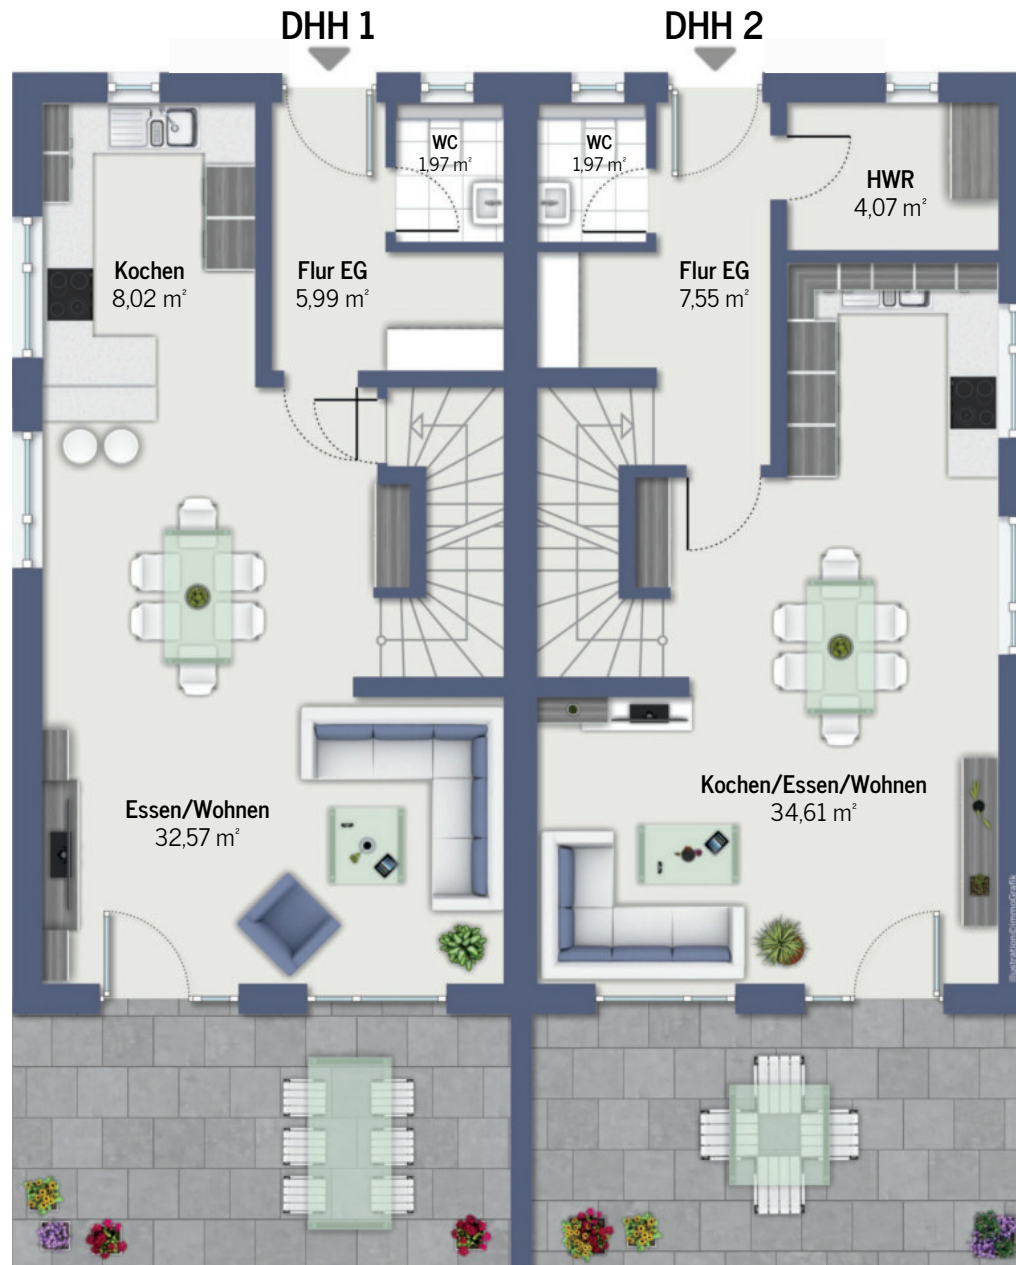 DHH 1
DHH 2
WC
1,97 m²
WC
1,97 m²
HWR
4,07 m²
Kochen
8,02 m²
Flur EG
5,99 m²
Flur EG
7,55 m²
Essen/Wohnen
32,57 m²
Kochen/Essen/Wohnen
34,61 m²
Illustration©immoGrafik